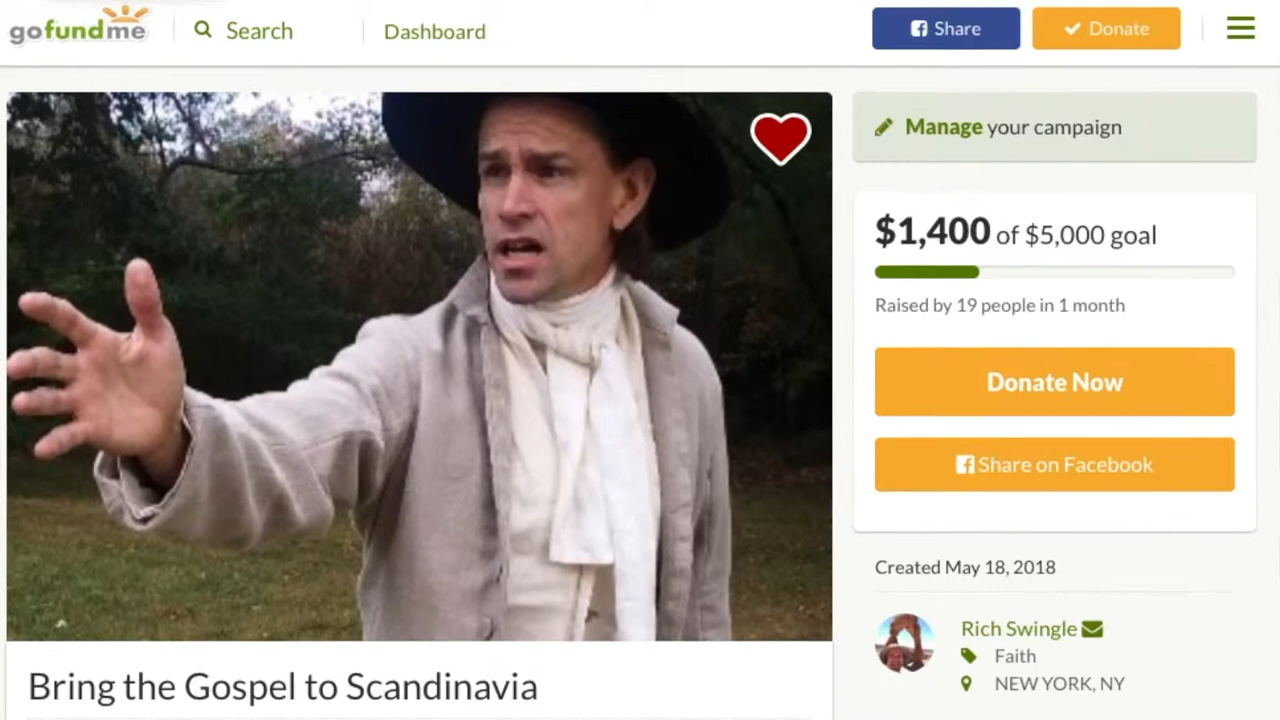 gofundme
Search
Dashboard
Share
Donate
Manage your campaign
$1,400 of $5,000 goal
Raised by 19 people in 1 month
Donate Now
Share on Facebook
Created May 18, 2018
Rich Swingle
Faith
NEW YORK, NY
Bring the Gospel to Scandinavia